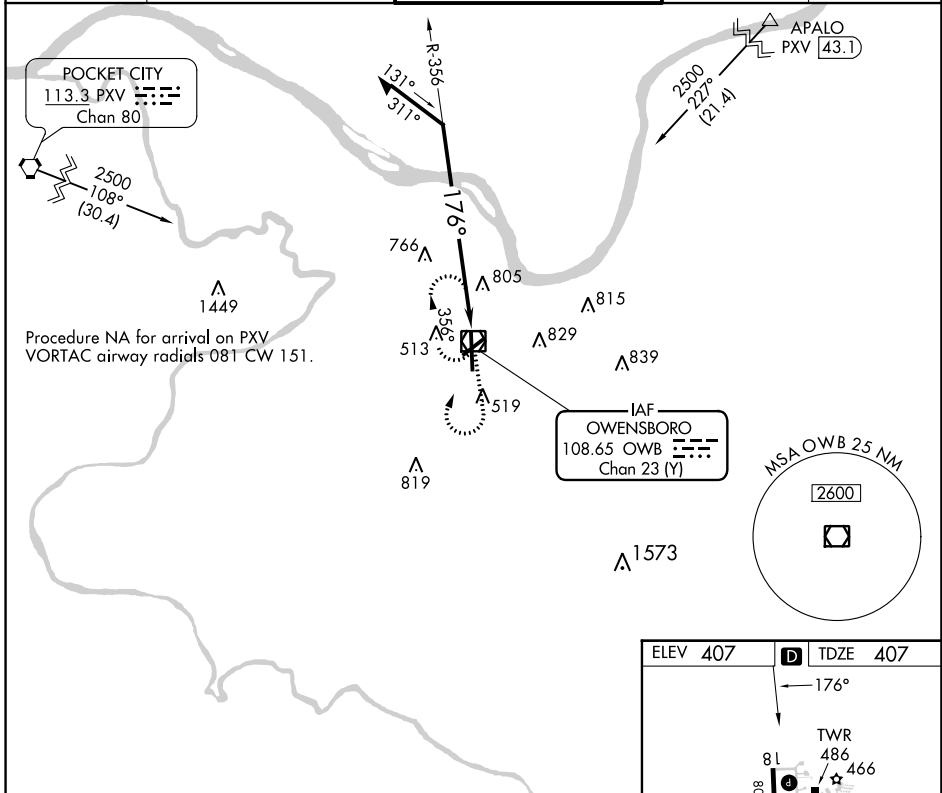 POCKET CITY
113.3 PXV
Chan 80
2500
108°
(30.4)
R-356
131°
311°
APALO
PXV 43.1
2500
227°
(21.4)
176°
766
805
815
1449
356°
513
829
839
Procedure NA for arrival on PXV
VORTAC airway radials 081 CW 151.
519
IAF
OWENSBORO
108.65 OWB
Chan 23 (Y)
819
MSA OWB 25 NM
2600
1573
ELEV 407
D
TDZE 407
176°
TWR
486
466
18
P